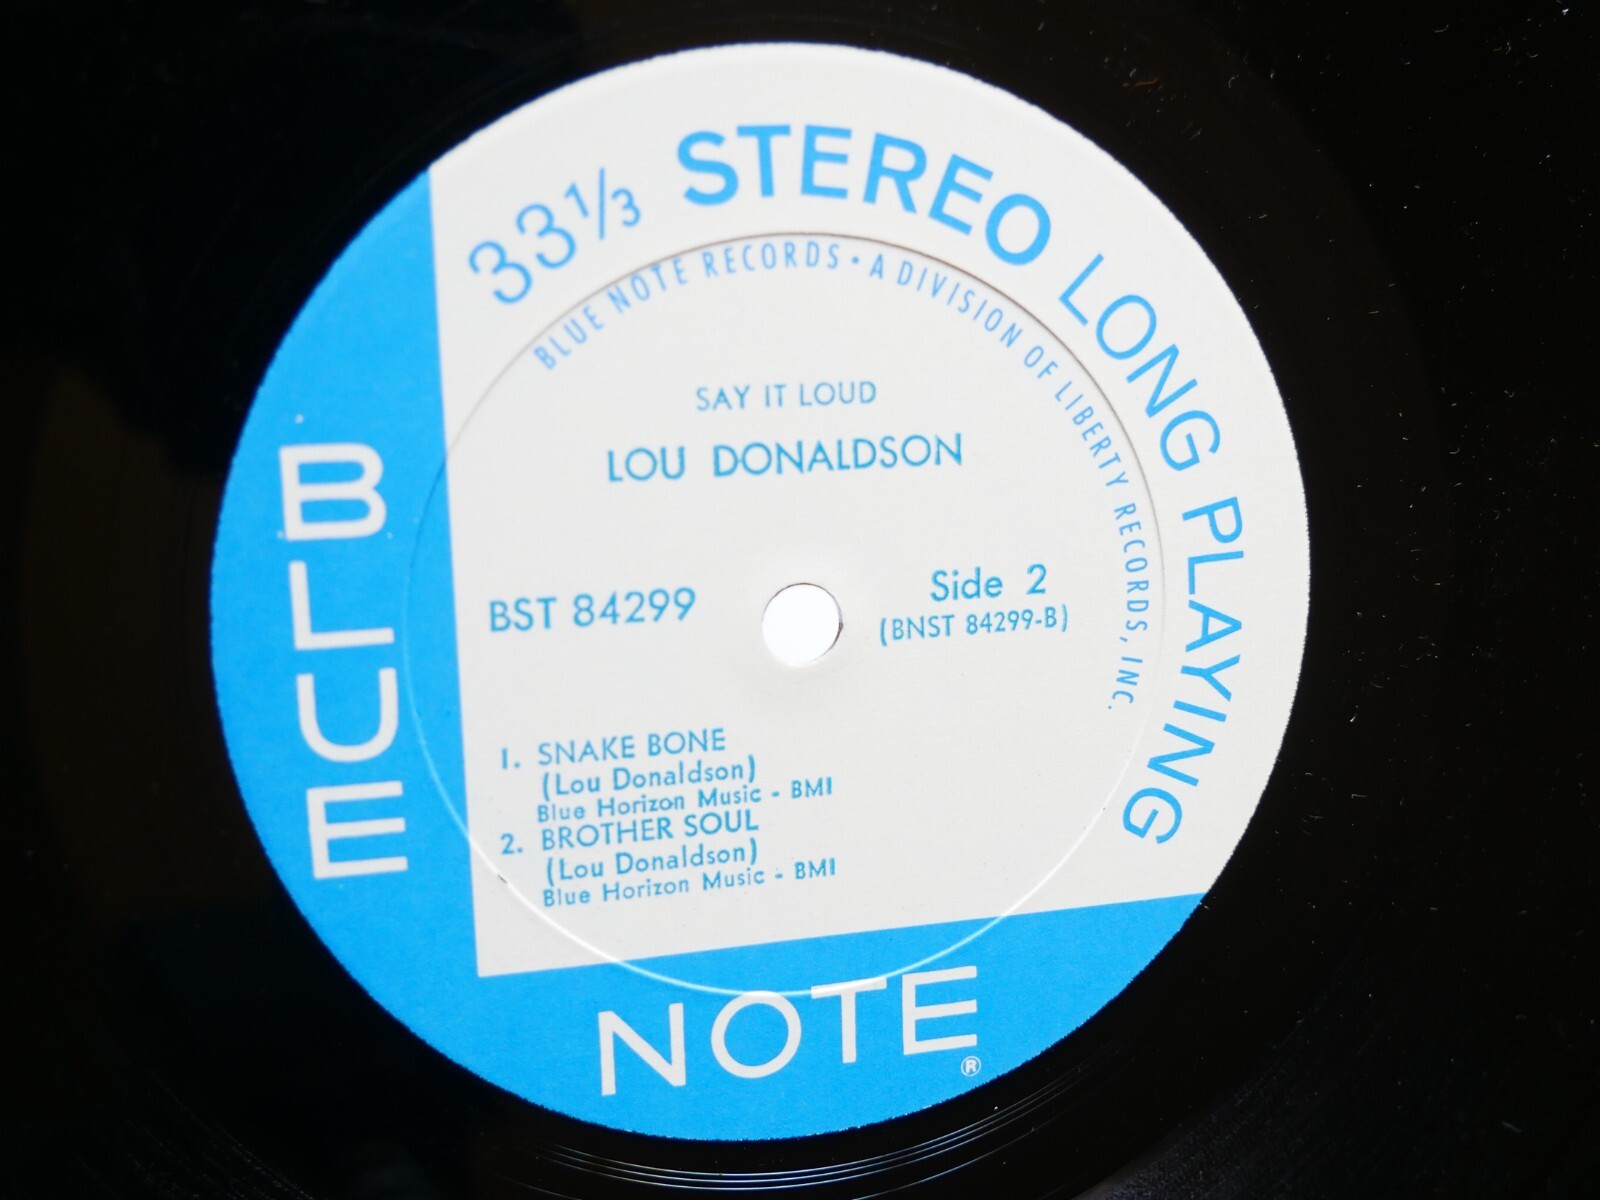 33 1/3 STEREO LONG PLAYING
BLUE NOTE RECORDS • A DIVISION OF LIBERTY RECORDS, INC.
SAY IT LOUD
LOU DONALDSON
BST 84299
Side 2
(BNST 84299-B)
1. SNAKE BONE
(Lou Donaldson)
Blue Horizon Music - BMI
2. BROTHER SOUL
(Lou Donaldson)
Blue Horizon Music - BMI
BLUE
NOTE®